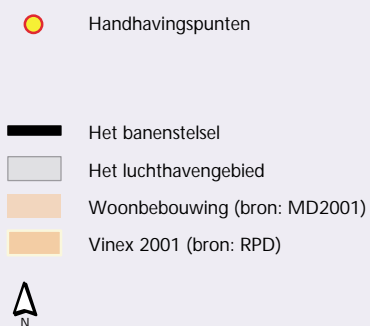 Handhavingspunten
Het banenstelsel
Het luchthavengebied
Woonbebouwing (bron: MD2001)
Vinex 2001 (bron: RPD)
N